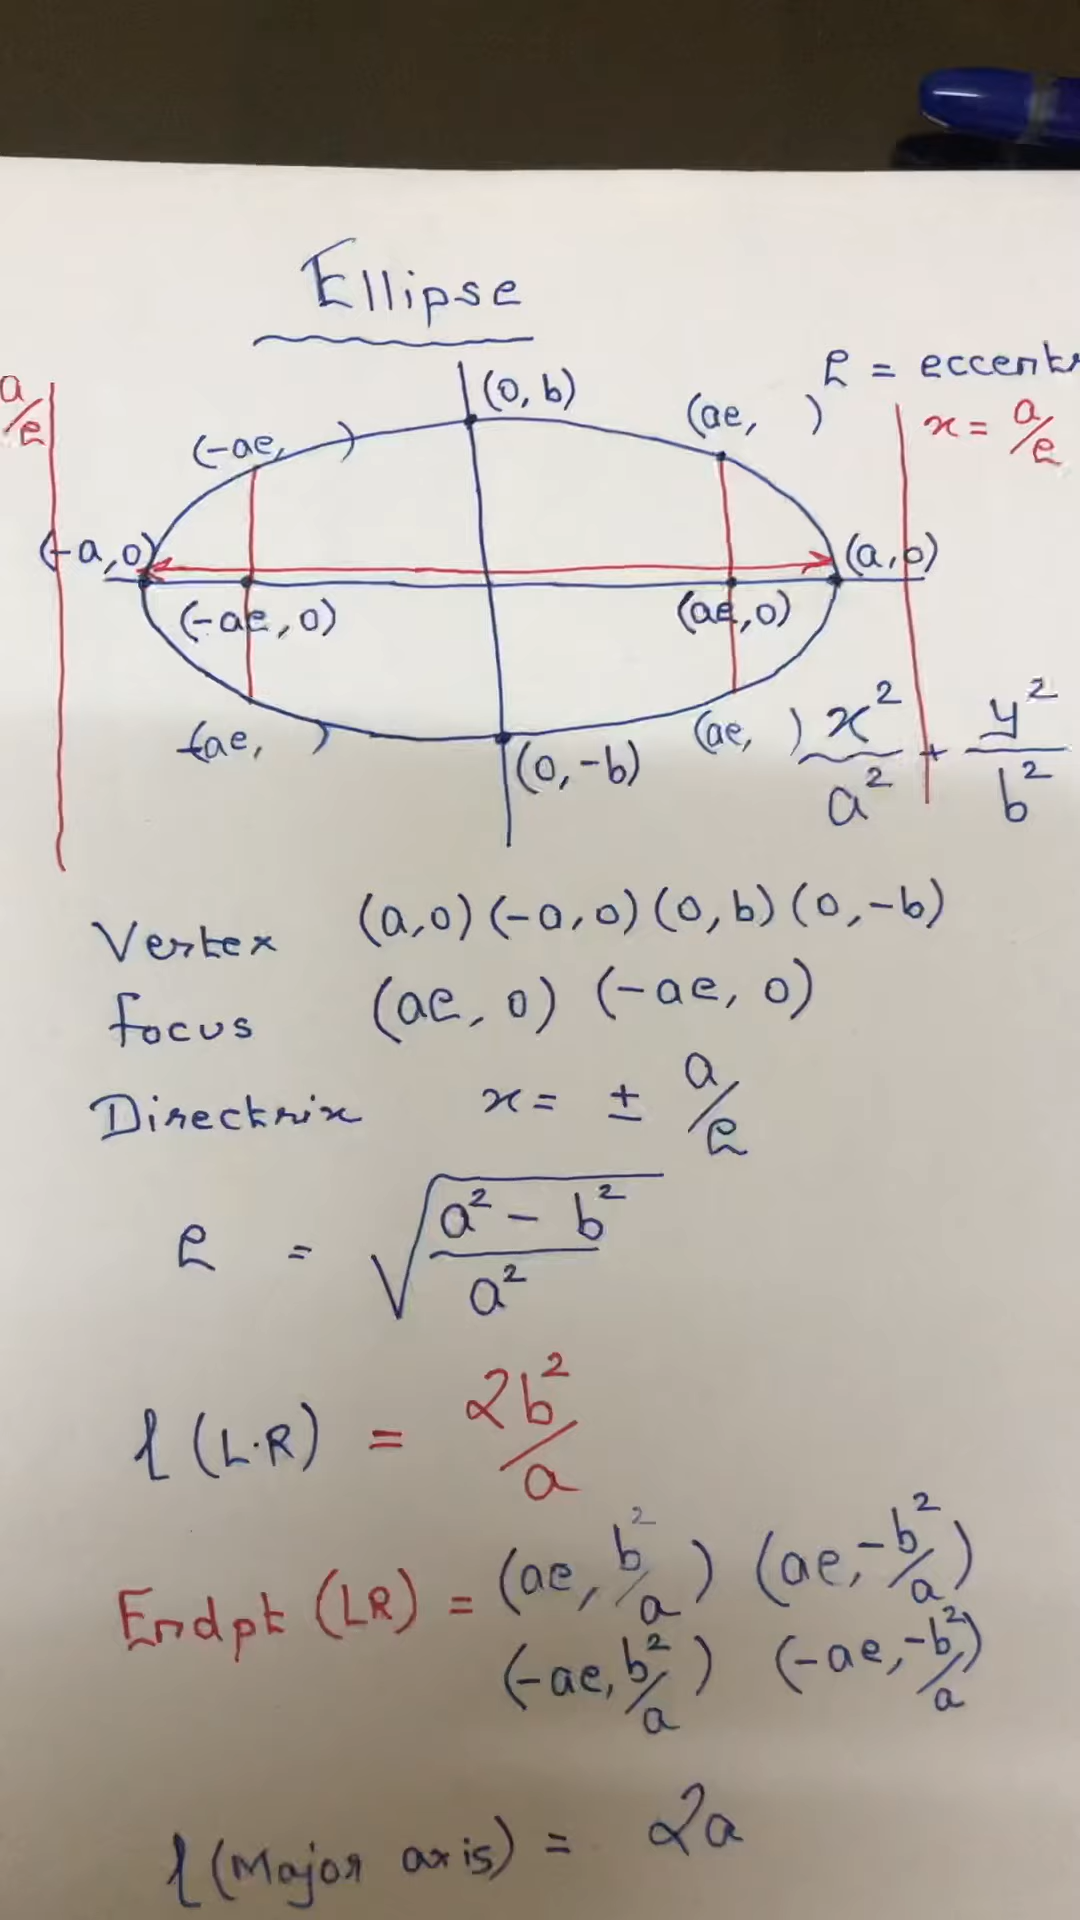 Ellipse
e = eccentr
a/e
(0, b)
(ae, )
x = a/e
(-ae, )
(-a, 0)
(a, 0)
(-ae, 0)
(ae, 0)
(ae, )
(ae, )
x²/a² + y²/b²
(0, -b)
Vertex (a,0) (-a,0) (0,b) (0,-b)
focus (ae, 0) (-ae, 0)
Directrix x = ± a/e
e = √(a² - b²/a²)
l (L.R) = 2b²/a
Endpt (LR) = (ae, b²/a) (ae, -b²/a)
(-ae, b²/a) (-ae, -b²/a)
l (Major axis) = 2a